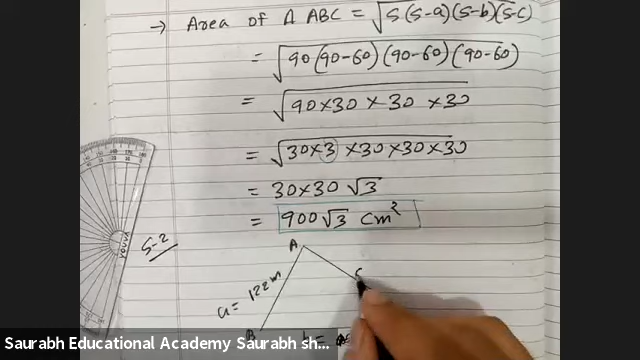 → Area of Δ ABC = √S(S-a)(S-b)(S-C)
= √90(90-60)(90-60)(90-60)
= √90×30 × 30 × 30
= √30×3 ×30×30×30
= 30×30 √3
= 900√3 cm²
S-2
A
a = 122m
C
B
b =
Saurabh Educational Academy Saurabh sh...